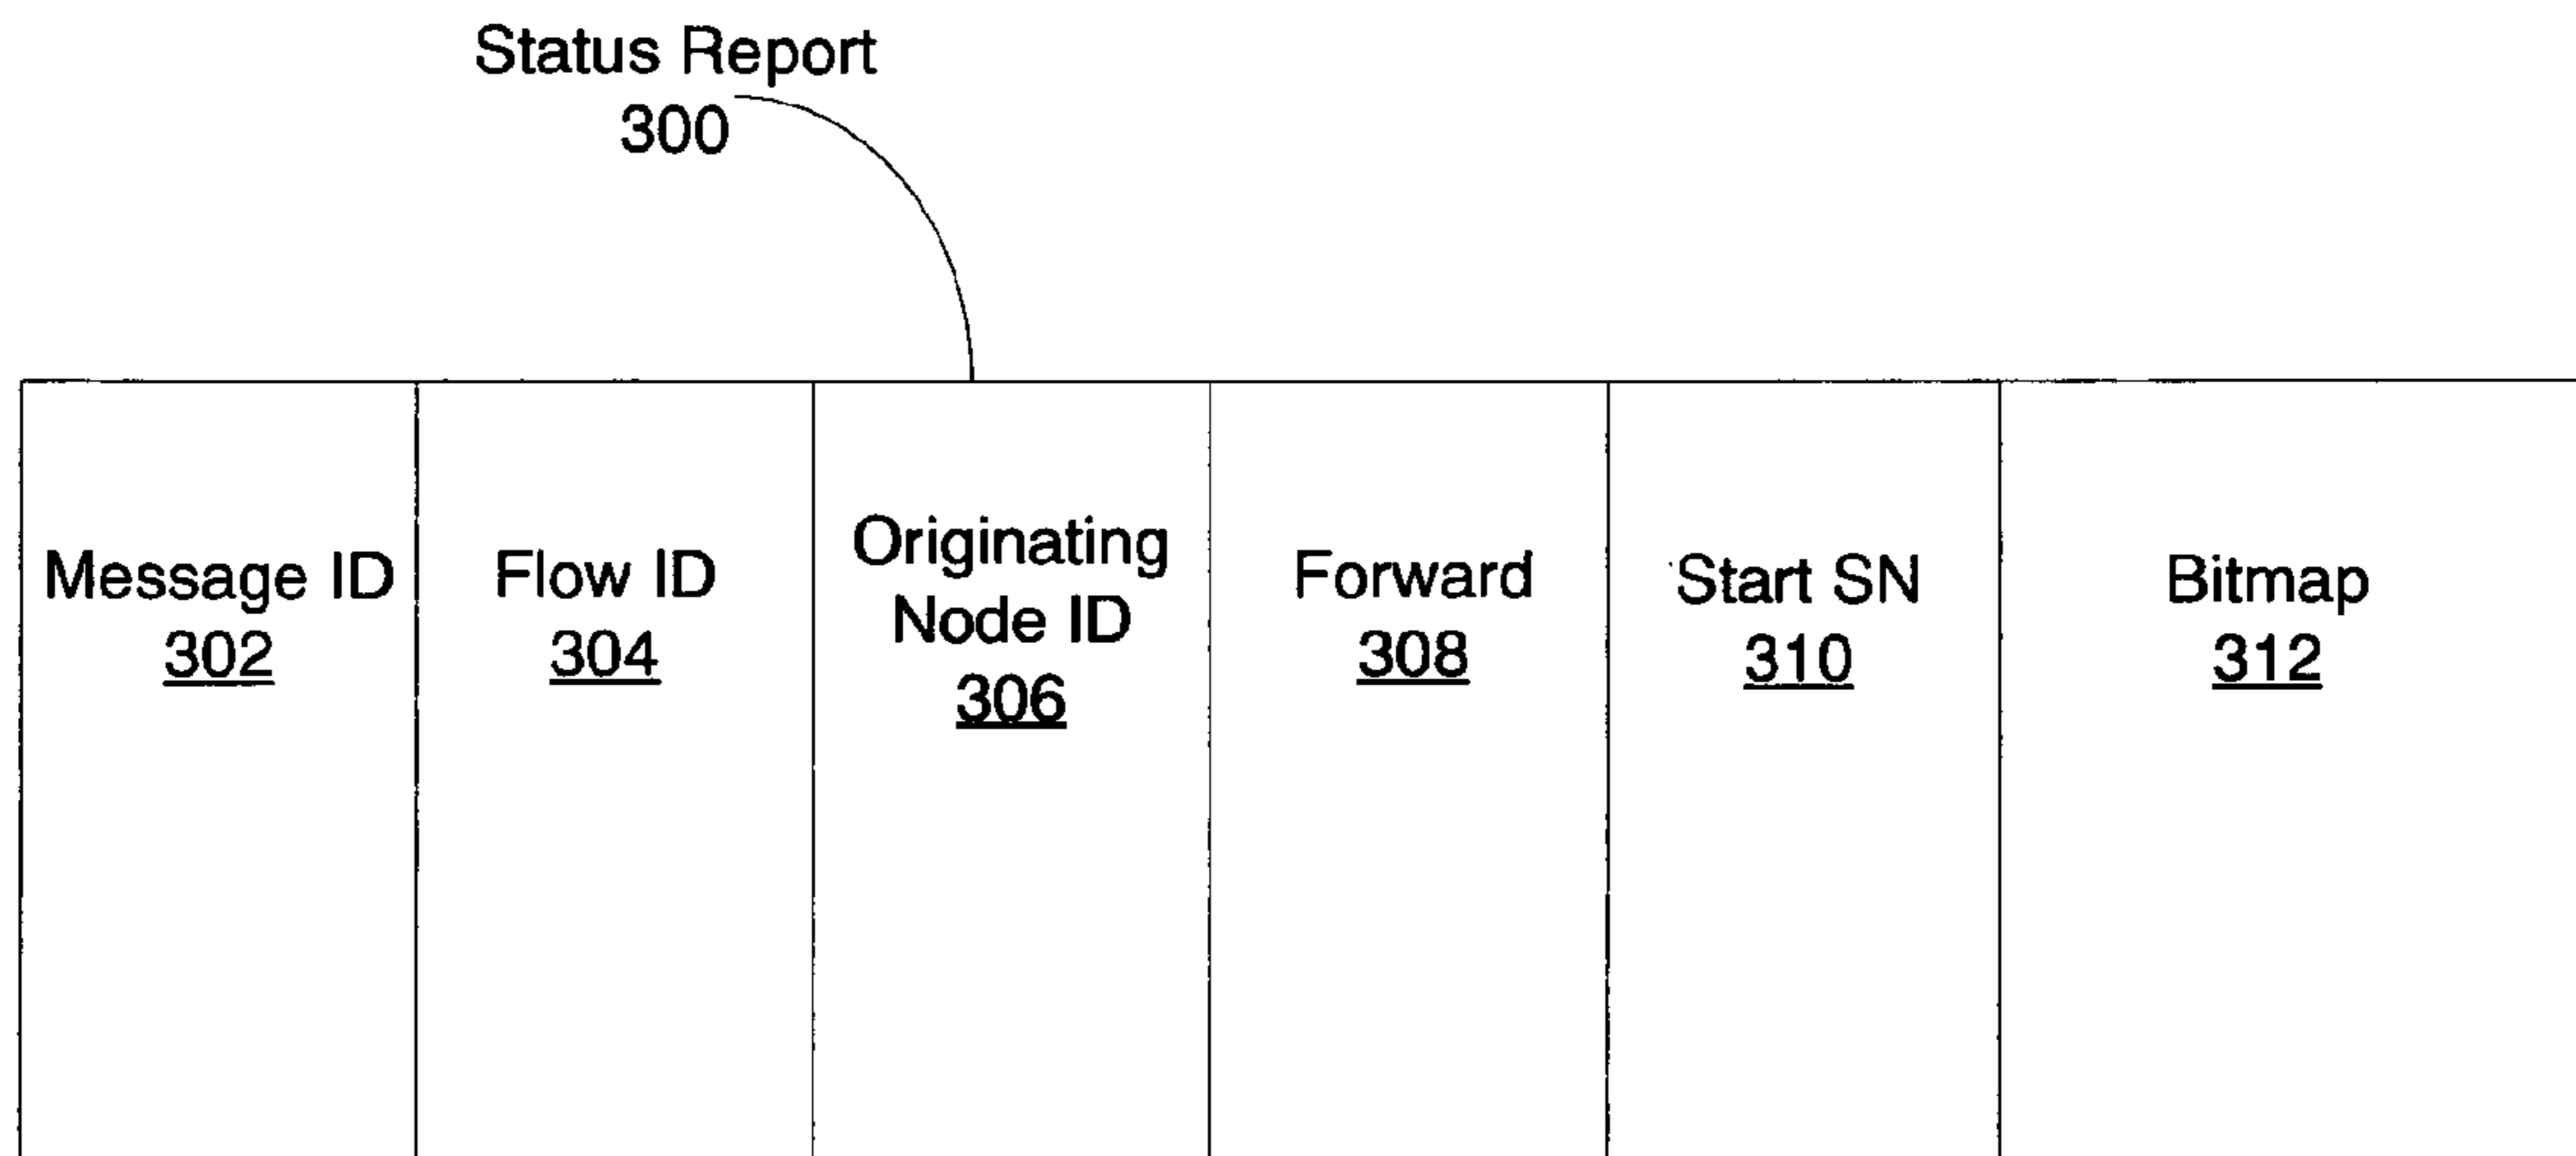 Status Report
300
Message ID
302
Flow ID
304
Originating
Node ID
306
Forward
308
Start SN
310
Bitmap
312